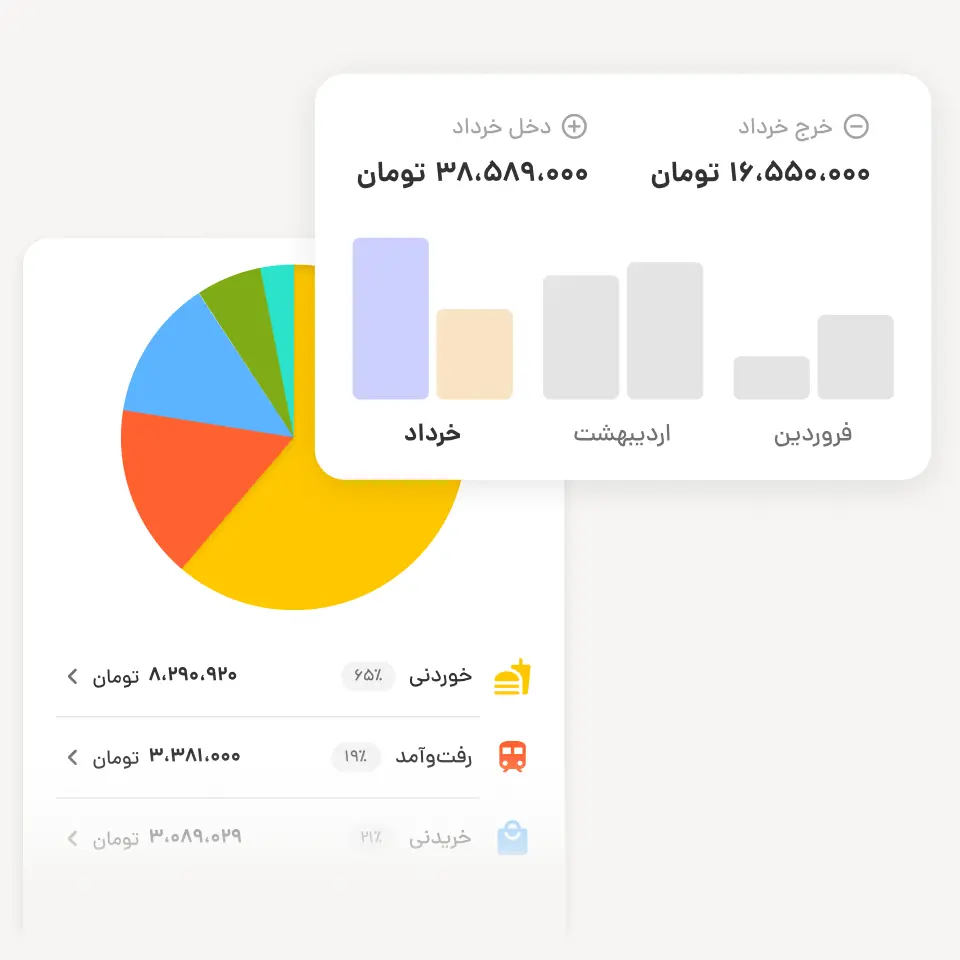 خرج خرداد
۱۶،۵۵۰،۰۰۰ تومان
دخل خرداد
۳۸،۵۸۹،۰۰۰ تومان
فروردین
اردیبهشت
خرداد
خوردنی ۶۵٪ ۸،۲۹۰،۹۲۰ تومان
رفت‌وآمد ۱۹٪ ۳،۳۸۱،۰۰۰ تومان
خریدنی ۲۱٪ ۳،۰۸۹،۰۲۹ تومان